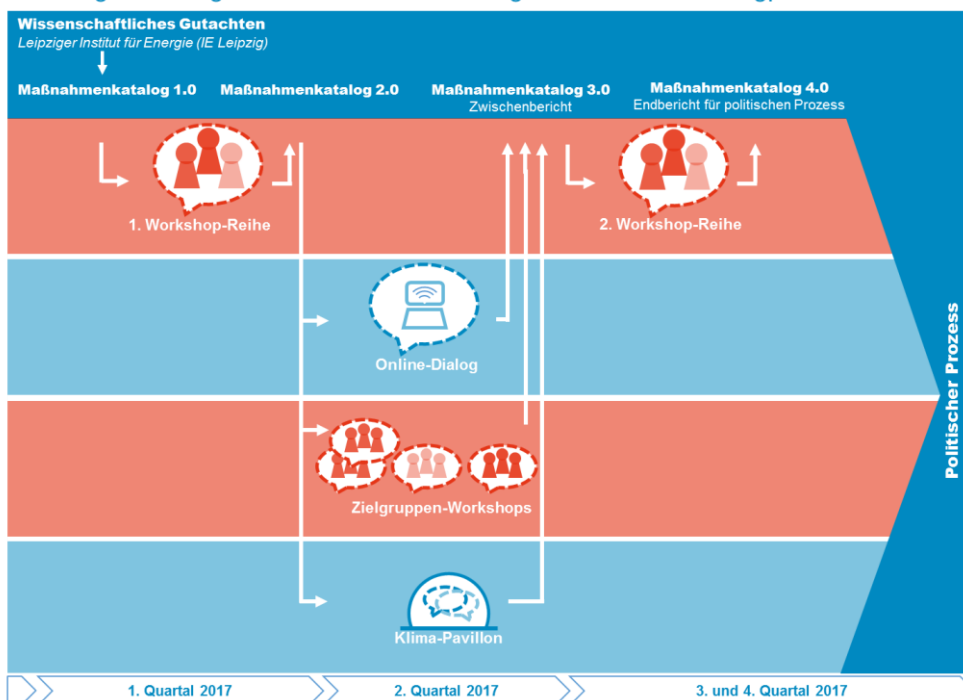 Wissenschaftliches Gutachten
Leipziger Institut für Energie (IE Leipzig)
Maßnahmenkatalog 1.0
Maßnahmenkatalog 2.0
Maßnahmenkatalog 3.0
Zwischenbericht
Maßnahmenkatalog 4.0
Endbericht für politischen Prozess
1. Workshop-Reihe
2. Workshop-Reihe
Online-Dialog
Zielgruppen-Workshops
Klima-Pavillon
Politischer Prozess
1. Quartal 2017
2. Quartal 2017
3. und 4. Quartal 2017